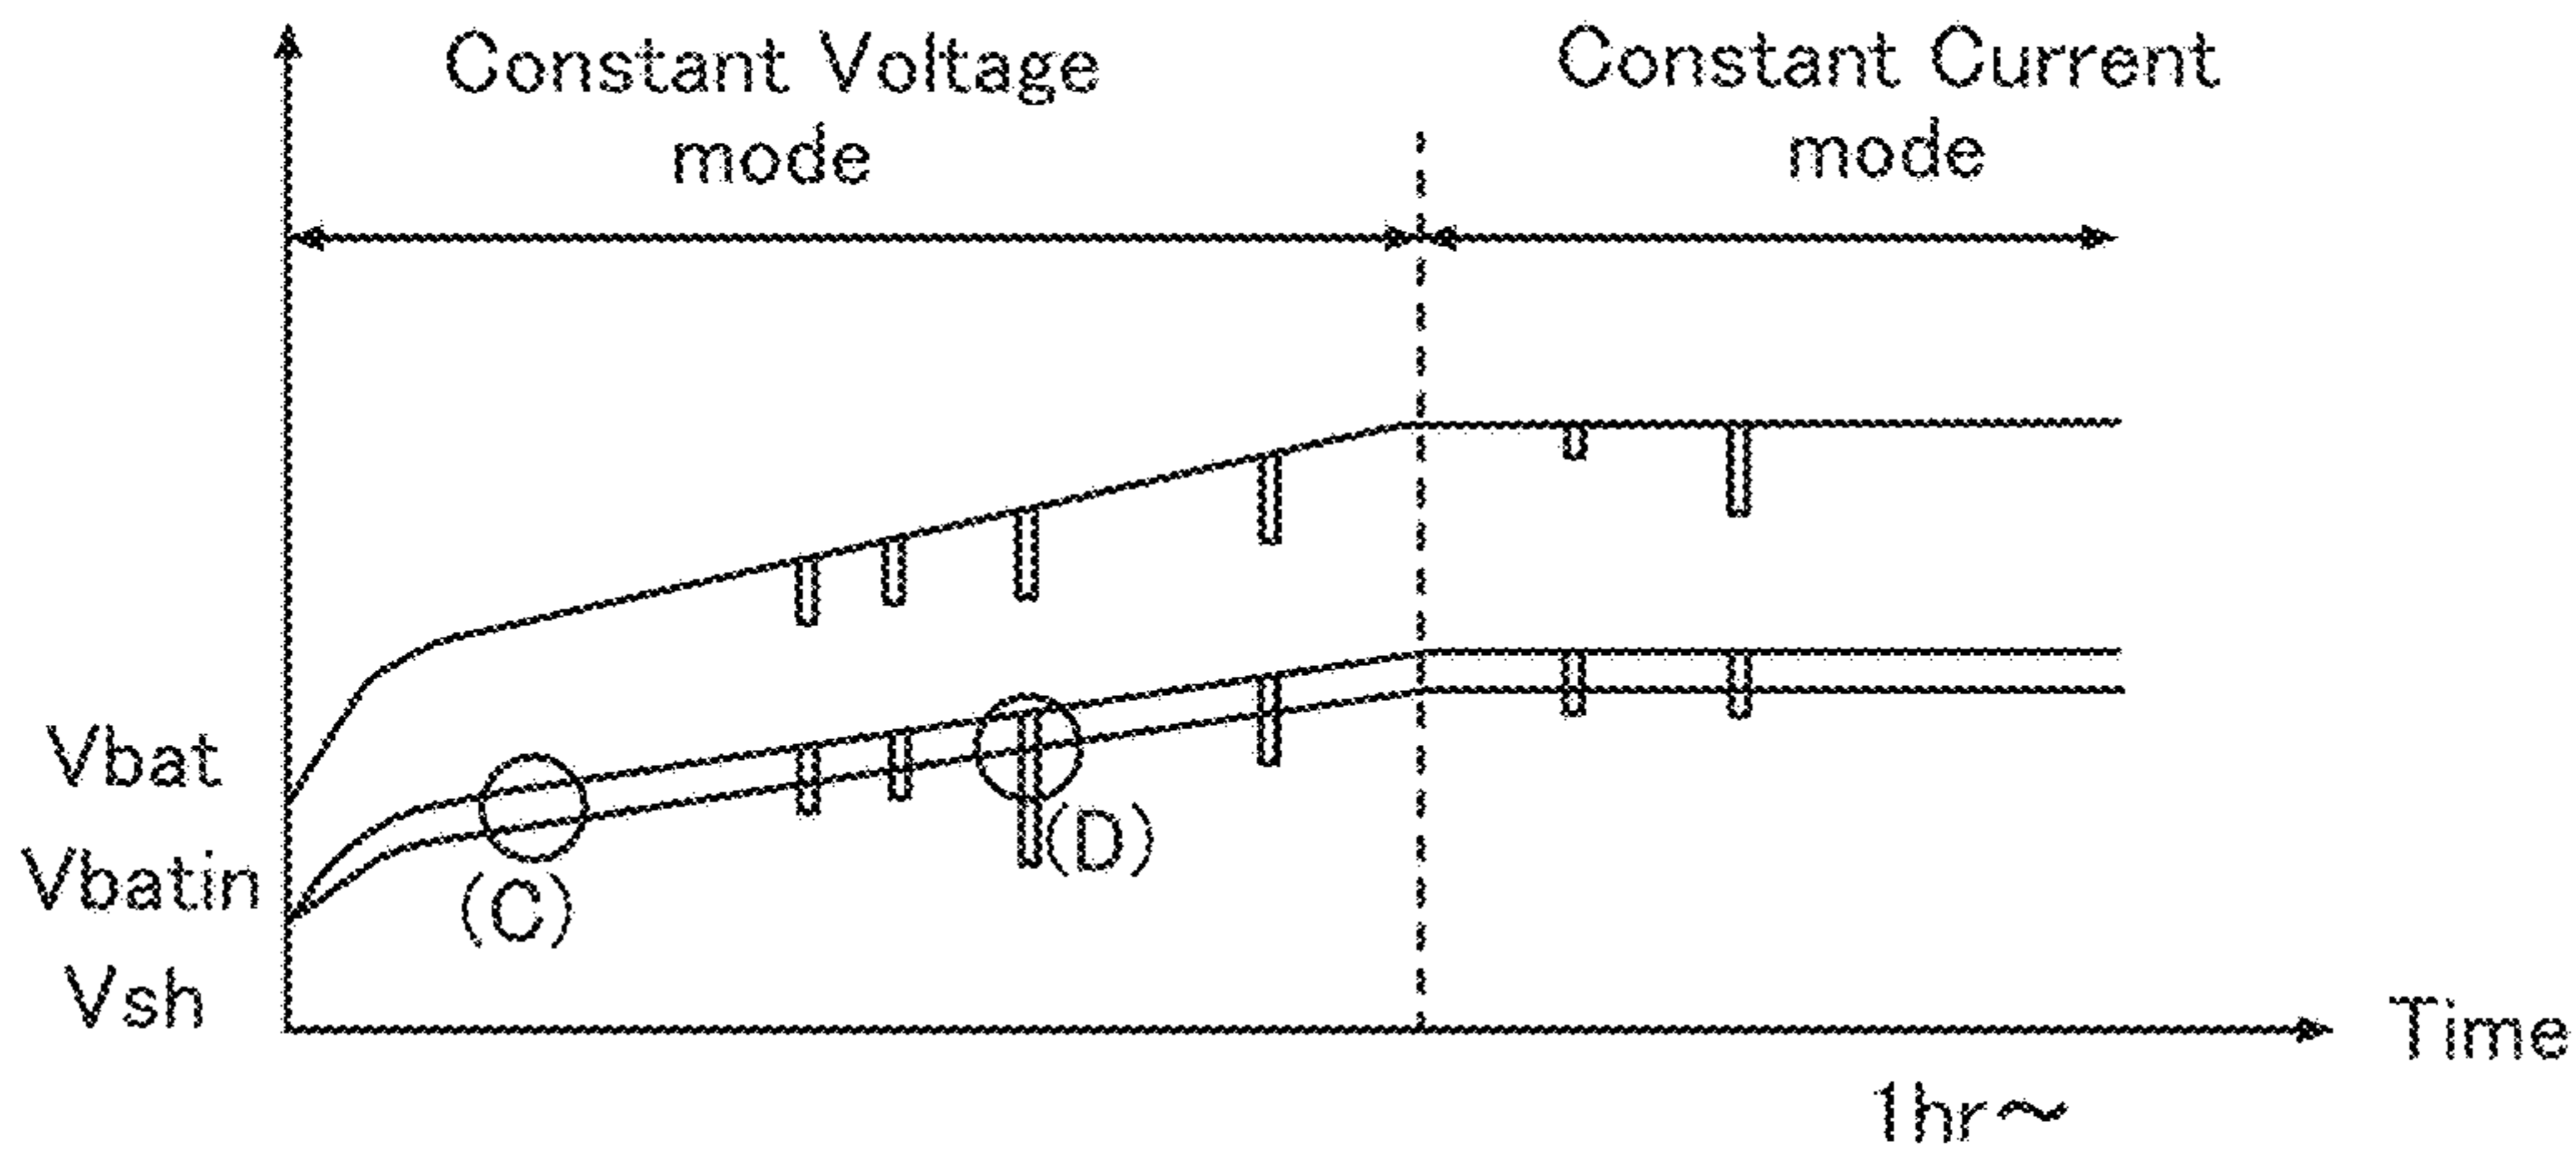 Constant Voltage
mode
Constant Current
mode
Vbat
Vbatin
Vsh
(C)
(D)
Time
1hr～